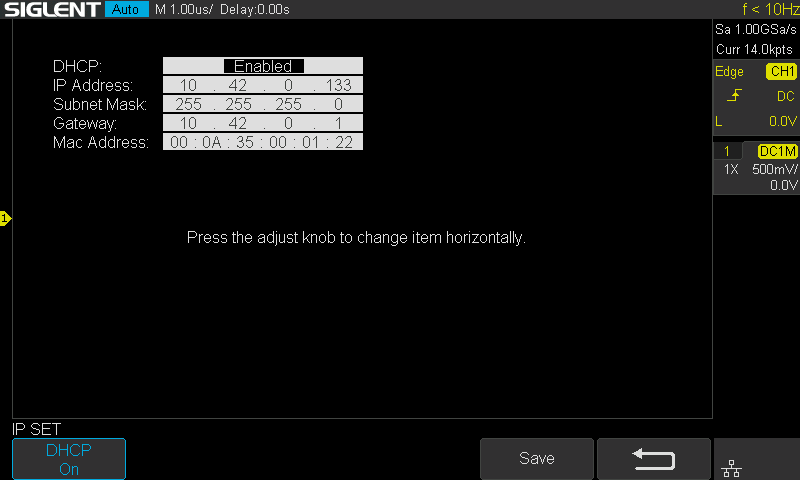 SIGLENT Auto M 1.00us/ Delay:0.00s f < 10Hz
Sa 1.00GSa/s
Curr 14.0kpts
Edge CH1
DC
L 0.0V
1 DC1M
1X 500mV/
0.0V
DHCP: Enabled
IP Address: 10 . 42 . 0 . 133
Subnet Mask: 255 . 255 . 255 . 0
Gateway: 10 . 42 . 0 . 1
Mac Address: 00 : 0A : 35 : 00 : 01 : 22
1
Press the adjust knob to change item horizontally.
IP SET
DHCP
On
Save